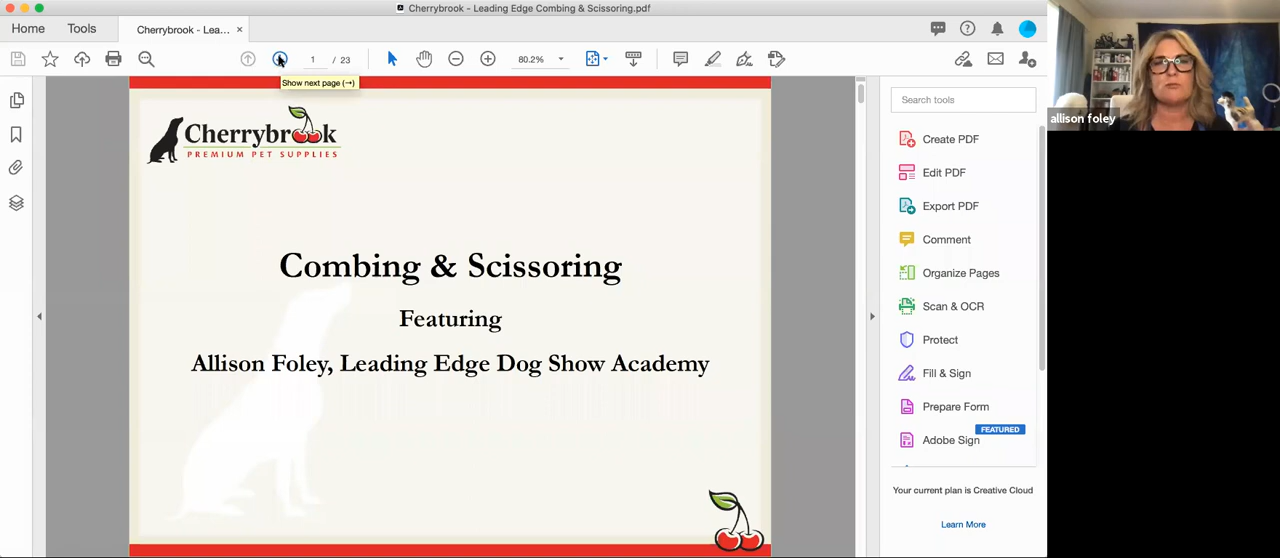 Cherrybrook - Leading Edge Combing & Scissoring.pdf
Home
Tools
Cherrybrook - Lea...
1 / 23
80.2%
Show next page (→)
Cherrybrook
PREMIUM PET SUPPLIES
Combing & Scissoring
Featuring
Allison Foley, Leading Edge Dog Show Academy
Search tools
Create PDF
Edit PDF
Export PDF
Comment
Organize Pages
Scan & OCR
Protect
Fill & Sign
Prepare Form
FEATURED
Adobe Sign
Your current plan is Creative Cloud
Learn More
allison foley